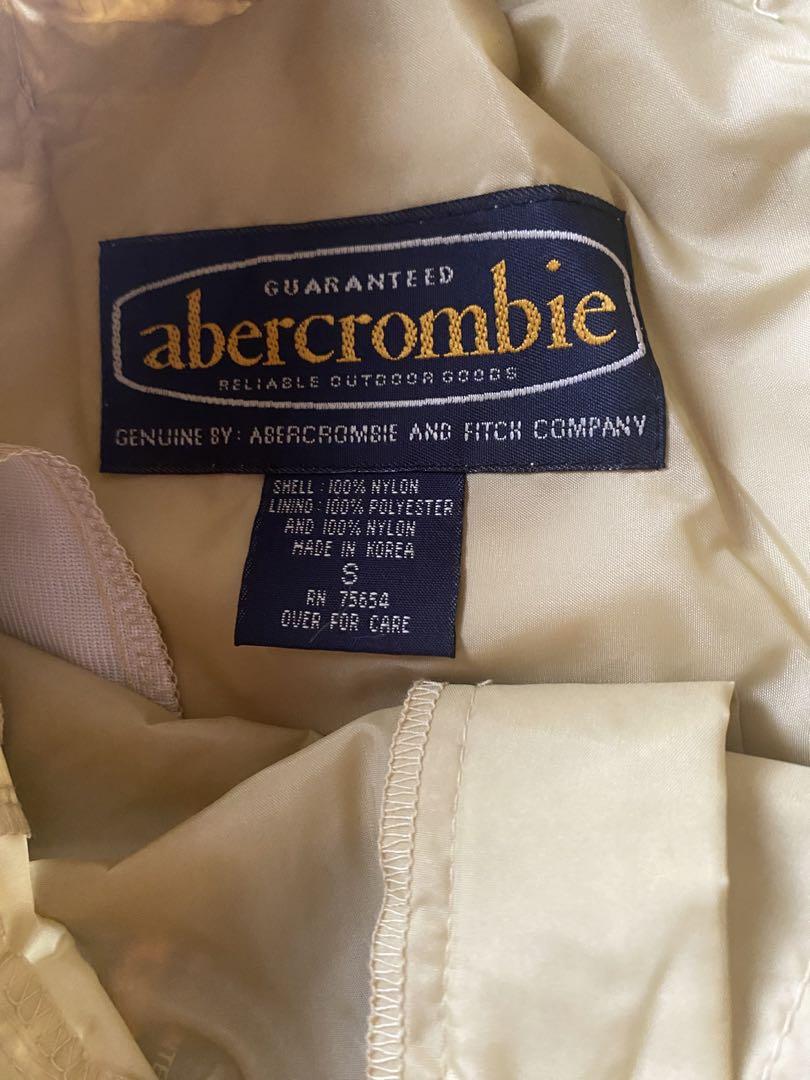 GUARANTEED
abercrombie
RELIABLE OUTDOOR GOODS
GENUINE BY: ABERCROMBIE AND FITCH COMPANY
SHELL : 100% NYLON
LINING : 100% POLYESTER
AND 100% NYLON
MADE IN KOREA
S
RN 75654
OVER FOR CARE